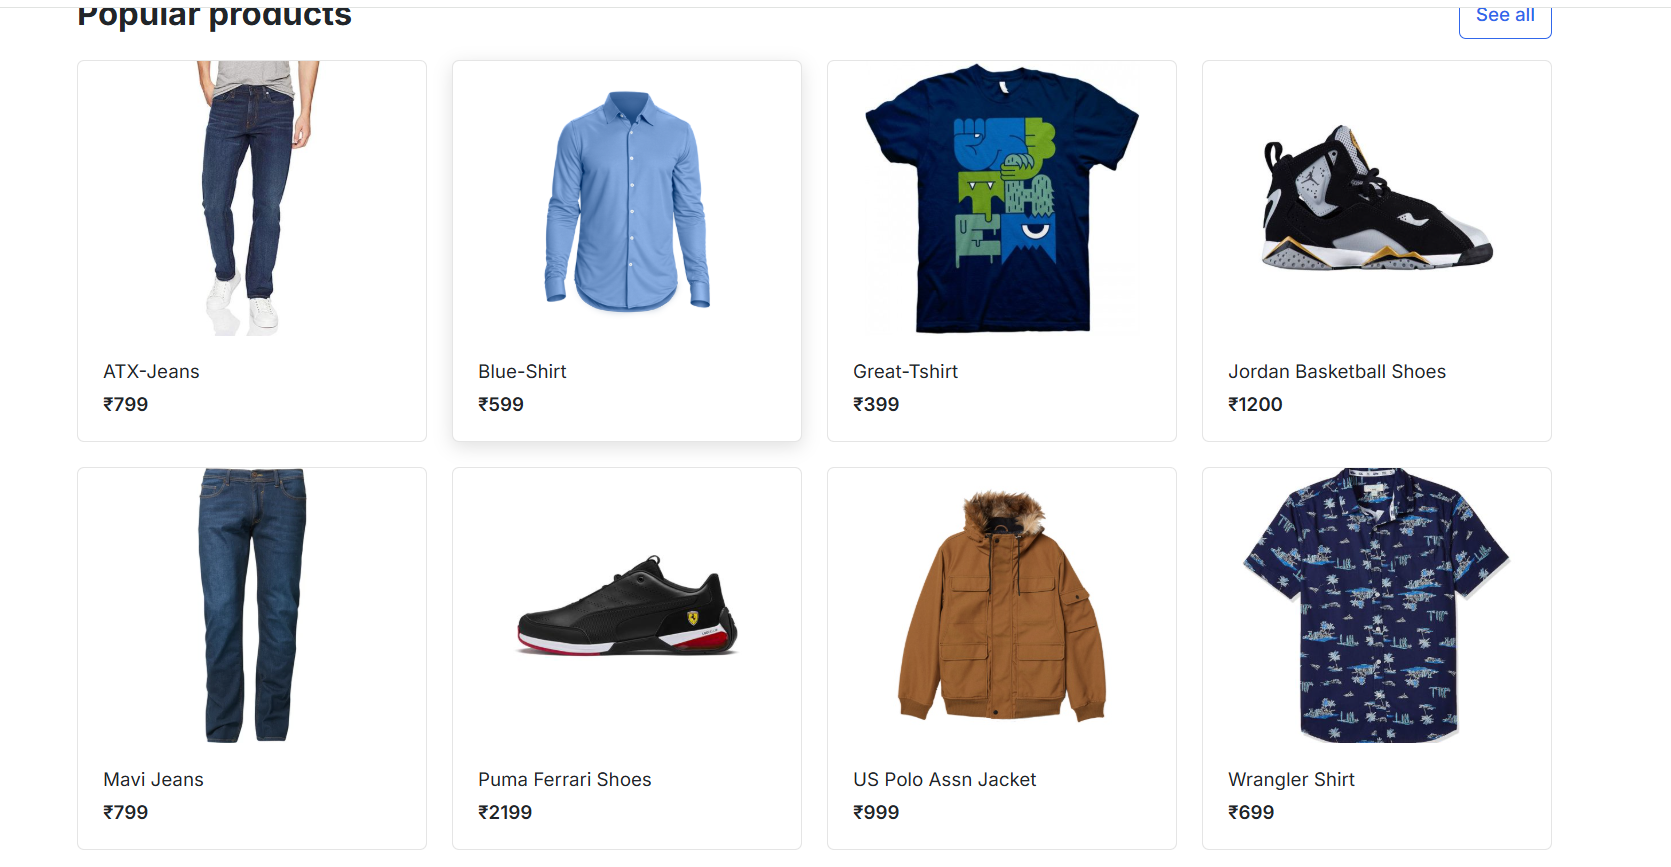 Popular products
See all
ATX-Jeans
₹799
Blue-Shirt
₹599
Great-Tshirt
₹399
Jordan Basketball Shoes
₹1200
Mavi Jeans
₹799
Puma Ferrari Shoes
₹2199
US Polo Assn Jacket
₹999
Wrangler Shirt
₹699